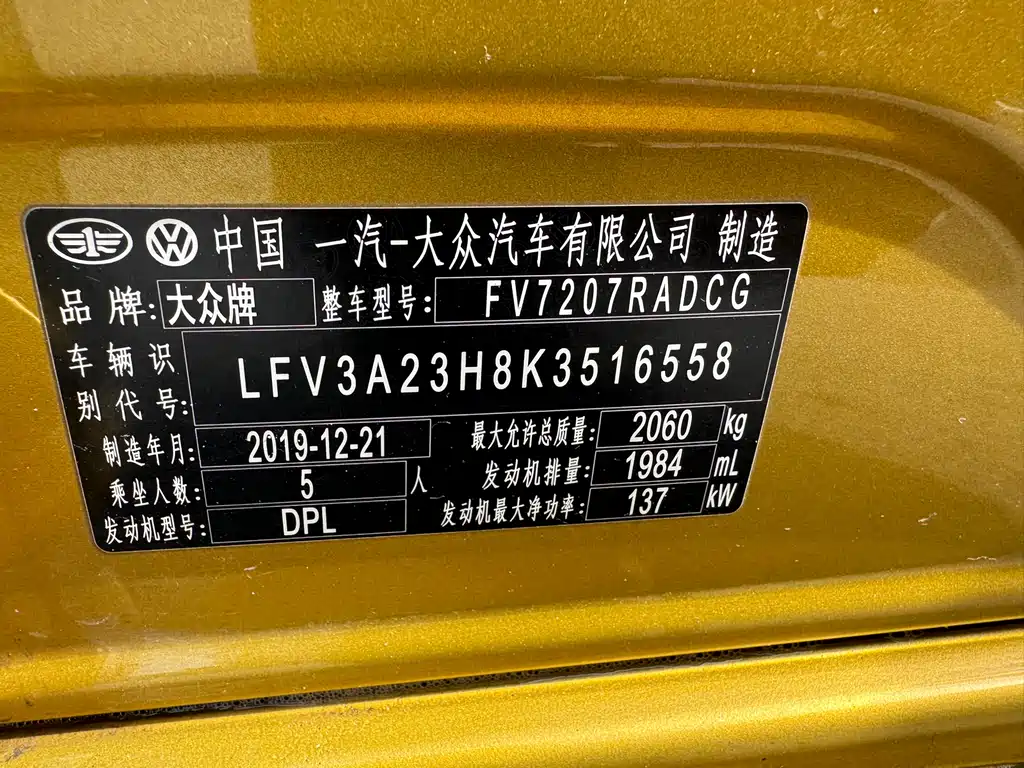 中国 一汽-大众汽车有限公司 制造
品牌: 大众牌 整车型号: FV7207RADCG
车辆识别代号: LFV3A23H8K3516558
制造年月: 2019-12-21 最大允许总质量: 2060 kg
乘坐人数: 5 人 发动机排量: 1984 mL
发动机型号: DPL 发动机最大净功率: 137 kW